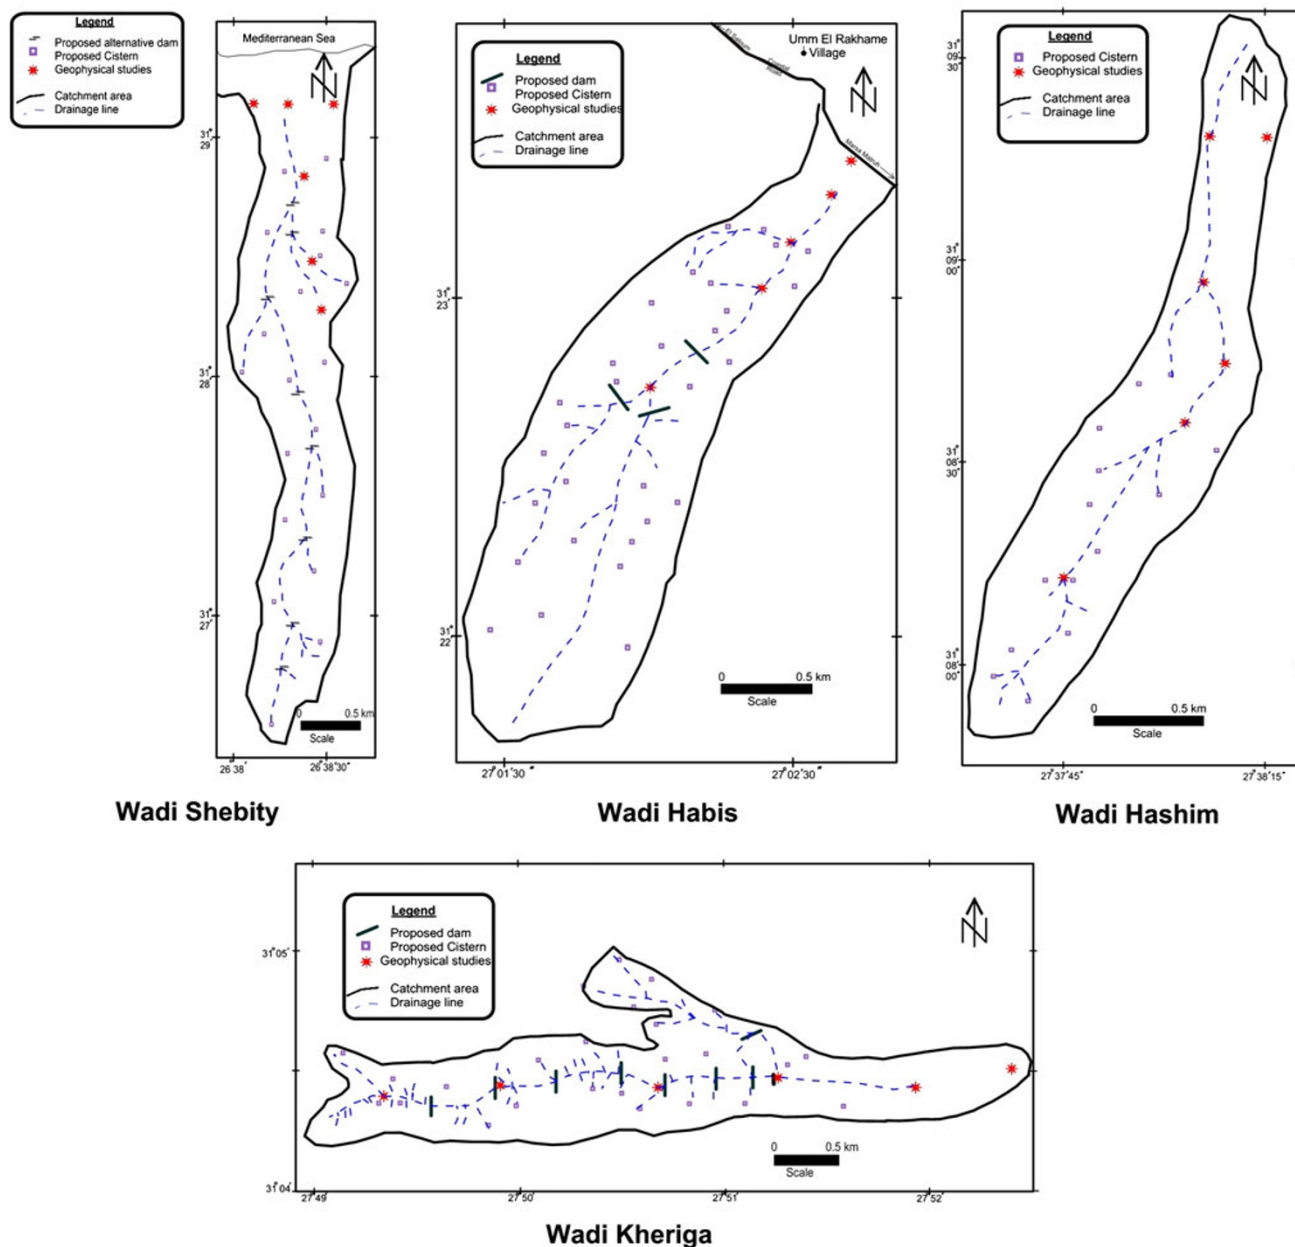 Legend
Proposed alternative dam
Proposed Cistern
Geophysical studies
Catchment area
Drainage line
Mediterranean Sea
N
31°
29'
31°
28'
31°
27'
0 0.5 km
Scale
26°38'
26°38'30"
Wadi Shebity
Legend
Proposed dam
Proposed Cistern
Geophysical studies
Catchment area
Drainage line
Coastal
Road
Umm El Rakhame
Village
Marsa Matruh
N
31°
23'
31°
22'
0 0.5 km
Scale
27°01'30"
27°02'30"
Wadi Habis
Legend
Proposed Cistern
Geophysical studies
Catchment area
Drainage line
N
31°
09'
30"
31°
09'
00"
31°
08'
30"
31°
08'
00"
0 0.5 km
Scale
27°37'45"
27°38'15"
Wadi Hashim
Legend
Proposed dam
Proposed Cistern
Geophysical studies
Catchment area
Drainage line
N
31°05'
31°04'
0 0.5 km
Scale
27°49'
27°50'
27°51'
27°52'
Wadi Kheriga